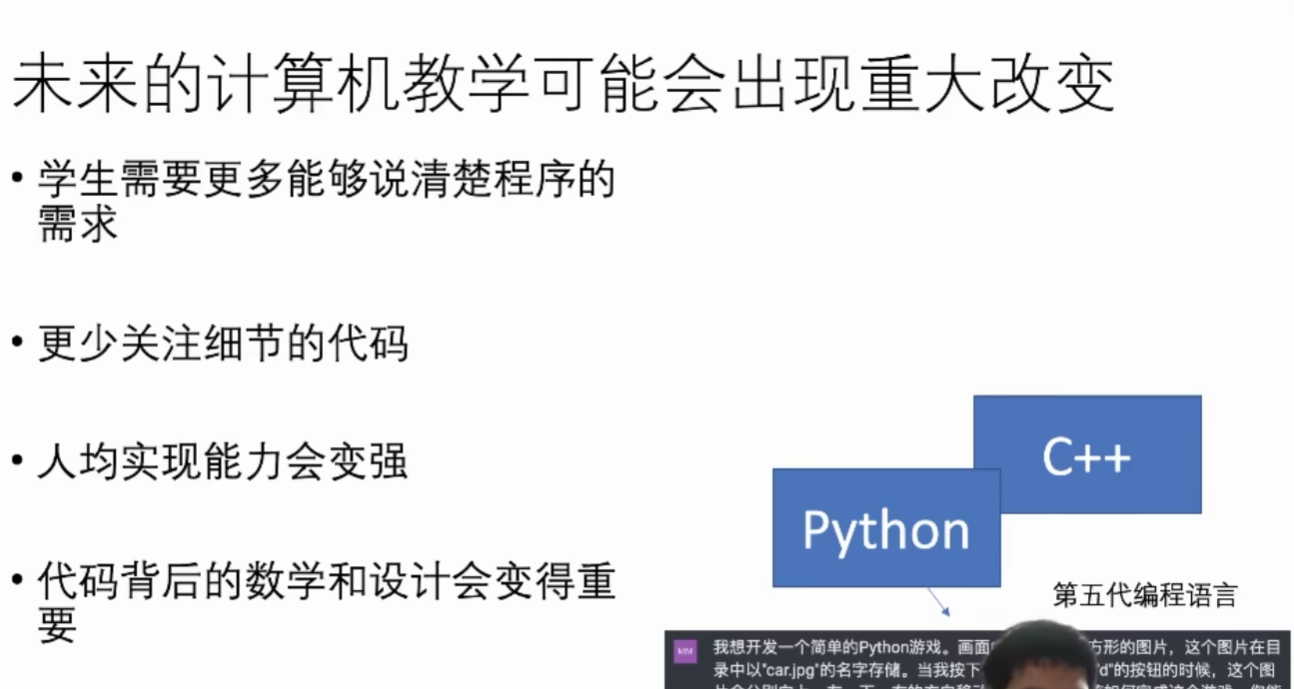 未来的计算机教学可能会出现重大改变
• 学生需要更多能够说清楚程序的
需求
• 更少关注细节的代码
• 人均实现能力会变强
• 代码背后的数学和设计会变得重
要
C++
Python
第五代编程语言
MM
我想开发一个简单的Python游戏。画面 方形的图片，这个图片在目
录中以"car.jpg"的名字存储。当我按下 'd"的按钮的时候，这个图